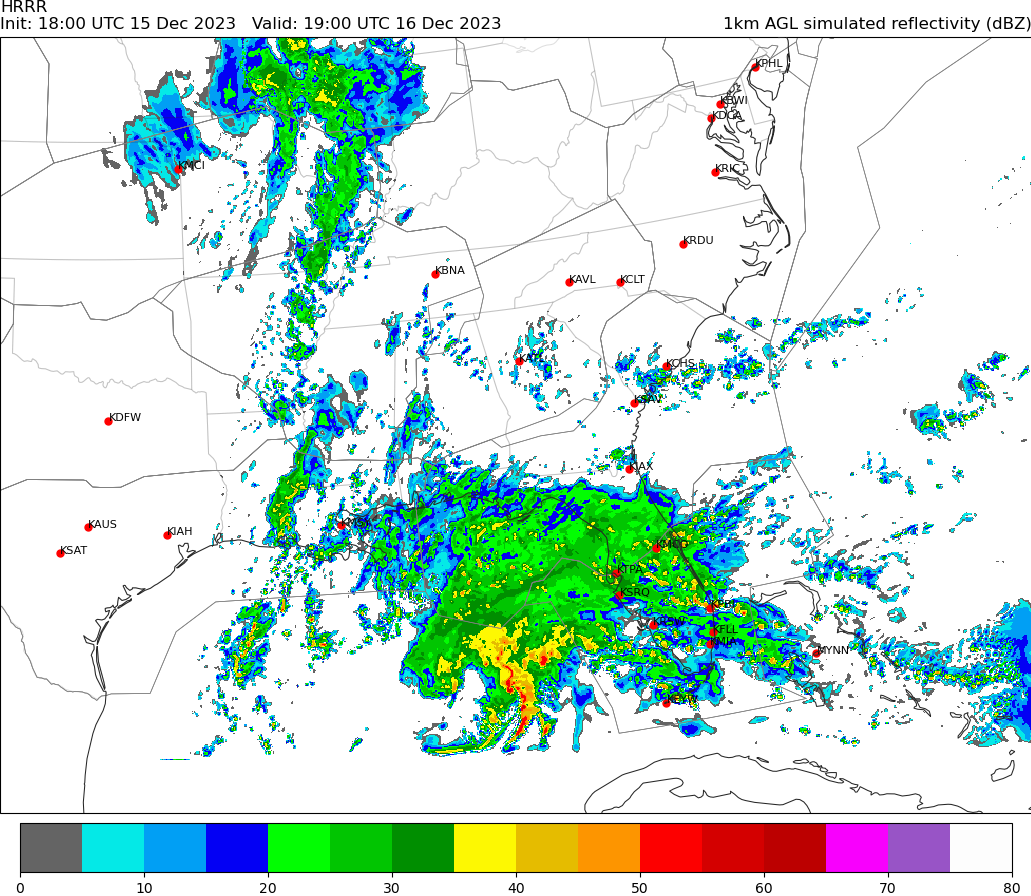 HRRR
Init: 18:00 UTC 15 Dec 2023   Valid: 19:00 UTC 16 Dec 2023   1km AGL simulated reflectivity (dBZ)
KPHL
KBWI
KDCA
KMCI
KRIC
KRDU
KBNA
KAVL
KCLT
KATL
KCHS
KSAV
KDFW
KJAX
KMSY
KAUS
KIAH
KSAT
KMCO
KTPA
KSRQ
KPBI
KFLL
MYNN
KEYW
0 10 20 30 40 50 60 70 80